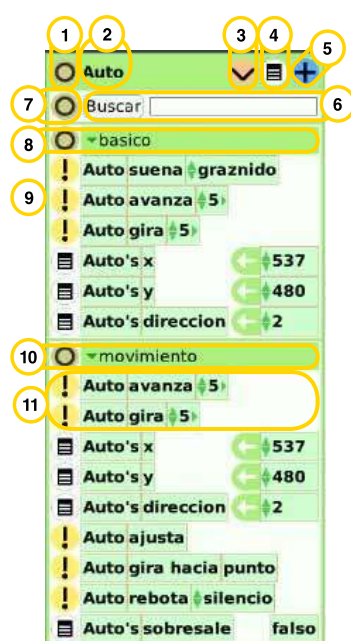 1 2 3 4 5
Auto
7 Buscar 6
8 basico
Auto suena graznido
9 Auto avanza 5
Auto gira 5
Auto's x 537
Auto's y 480
Auto's direccion 2
10 movimiento
Auto avanza 5
11 Auto gira 5
Auto's x 537
Auto's y 480
Auto's direccion 2
Auto ajusta
Auto gira hacia punto
Auto rebota silencio
Auto's sobresale falso